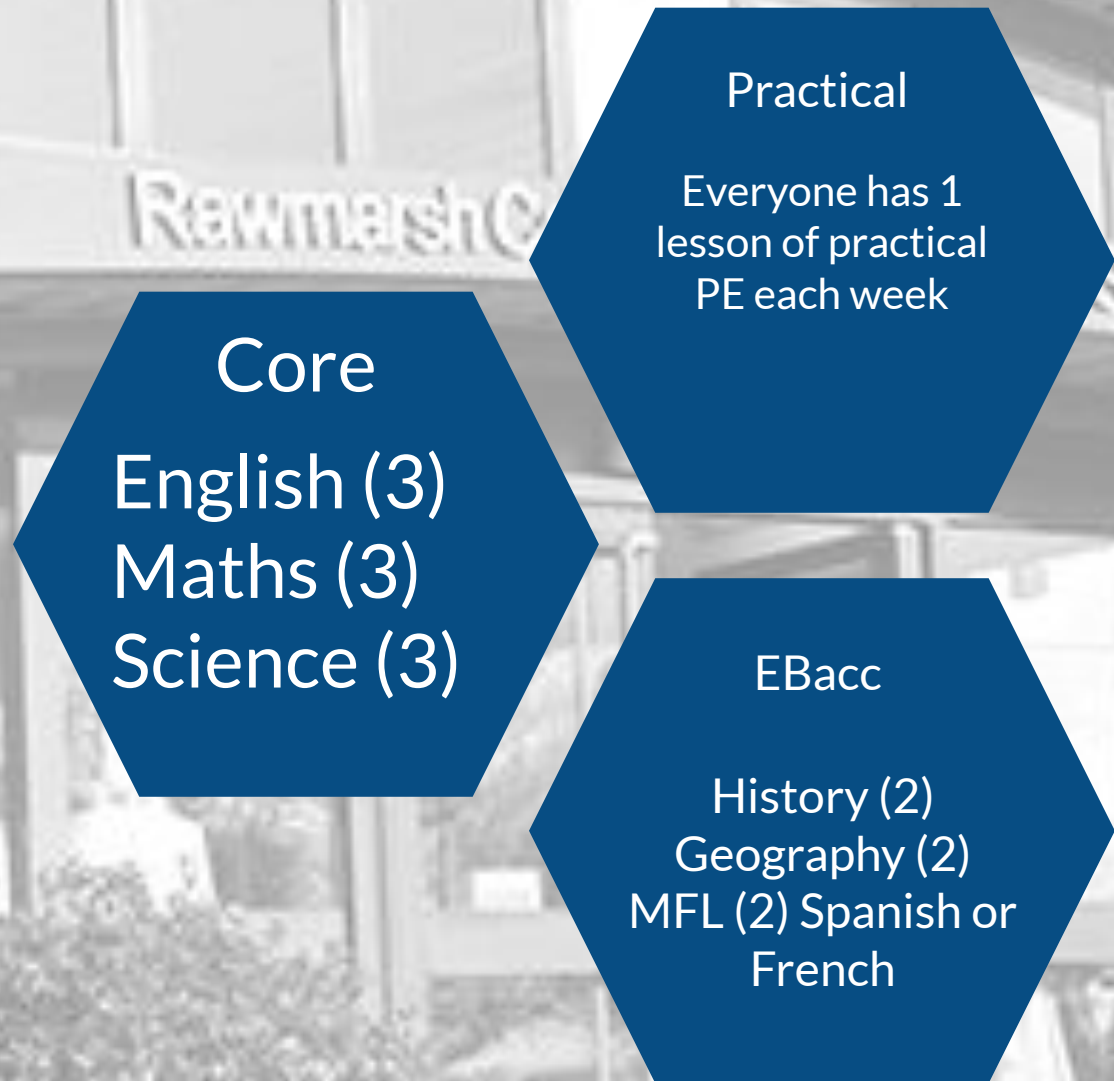 Rawmarsh C
Practical
Everyone has 1
lesson of practical
PE each week
Core
English (3)
Maths (3)
Science (3)
EBacc
History (2)
Geography (2)
MFL (2) Spanish or
French